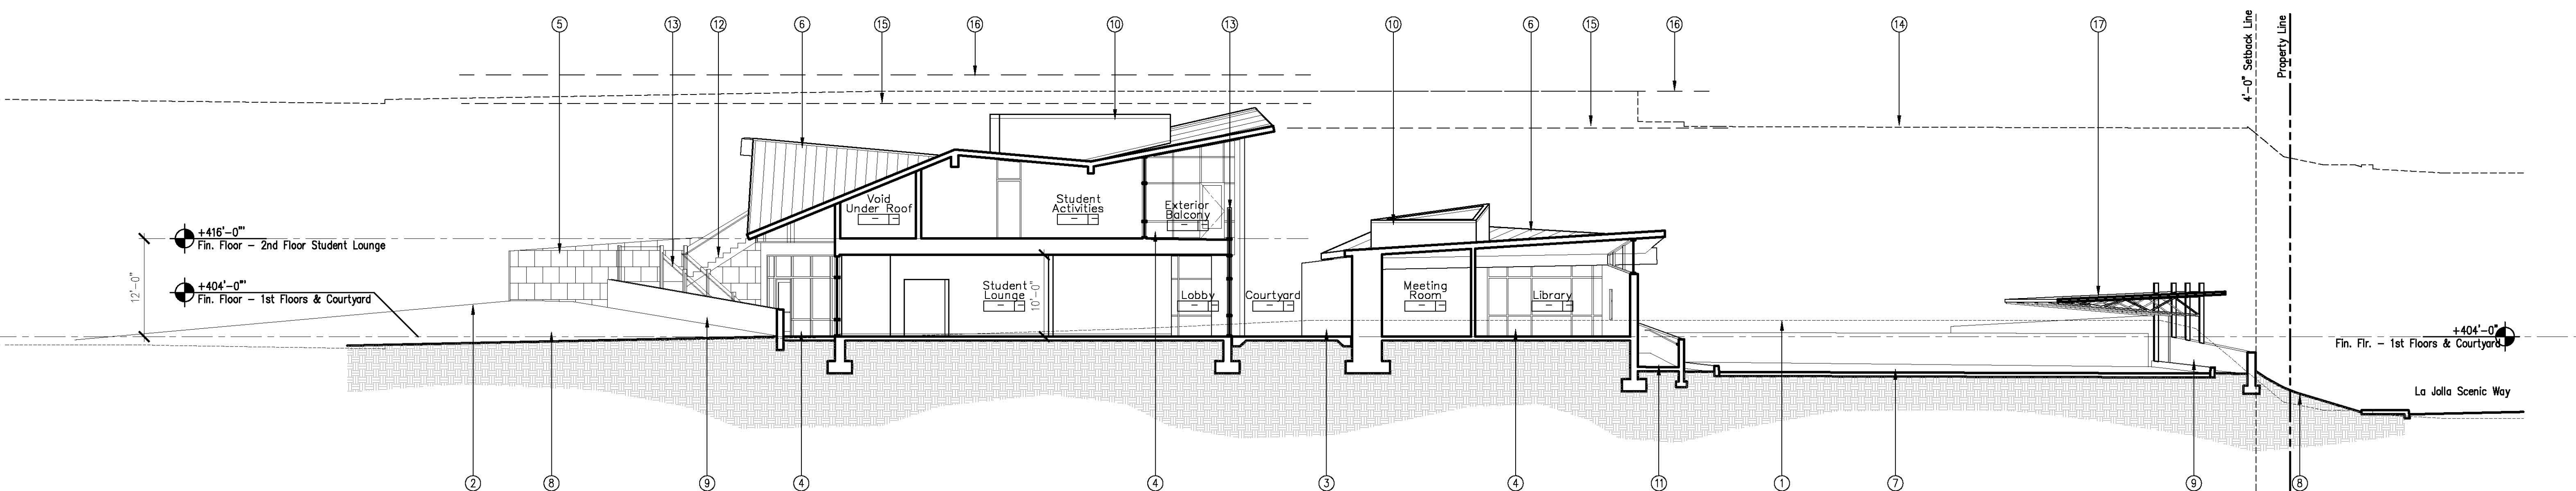 5
13
12
6
15
16
10
13
10
6
15
16
14
17
4'-0" Setback Line
Property Line
Void
Under Roof
Student
Activities
Exterior
Balcony
+416'-0"'
Fin. Floor - 2nd Floor Student Lounge
12'-0"
+404'-0"'
Fin. Floor - 1st Floors & Courtyard
Student
Lounge
10'-0"
Lobby
Courtyard
Meeting
Room
Library
+404'-0"
Fin. Flr. - 1st Floors & Courtyard
La Jolla Scenic Way
2
8
9
4
4
3
4
11
1
7
9
8